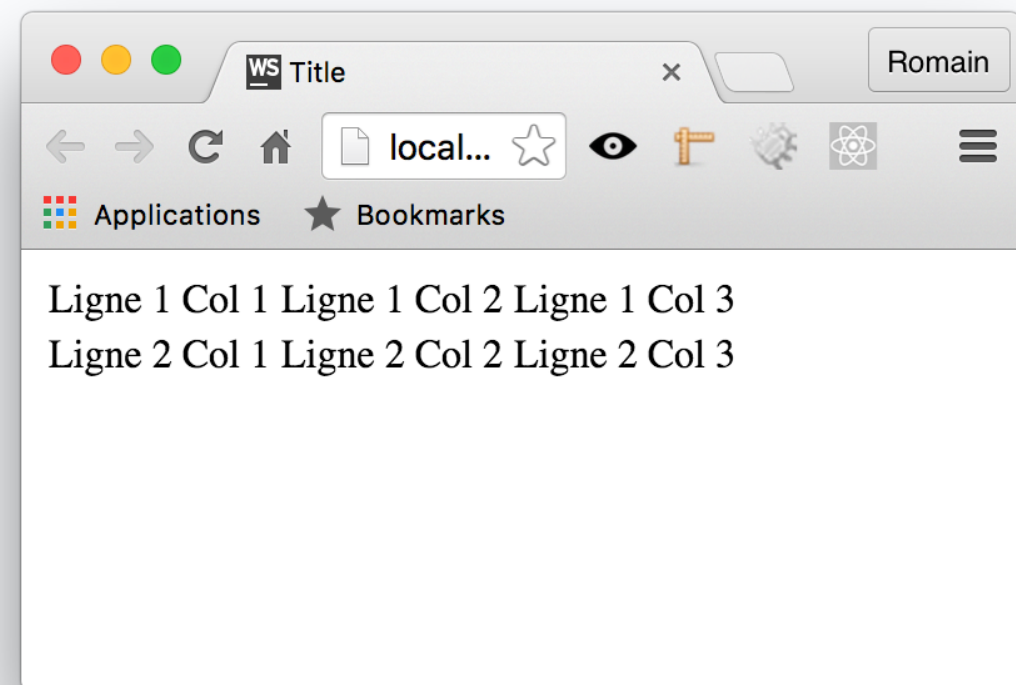 WS Title
Romain
local...
Applications Bookmarks
Ligne 1 Col 1 Ligne 1 Col 2 Ligne 1 Col 3
Ligne 2 Col 1 Ligne 2 Col 2 Ligne 2 Col 3